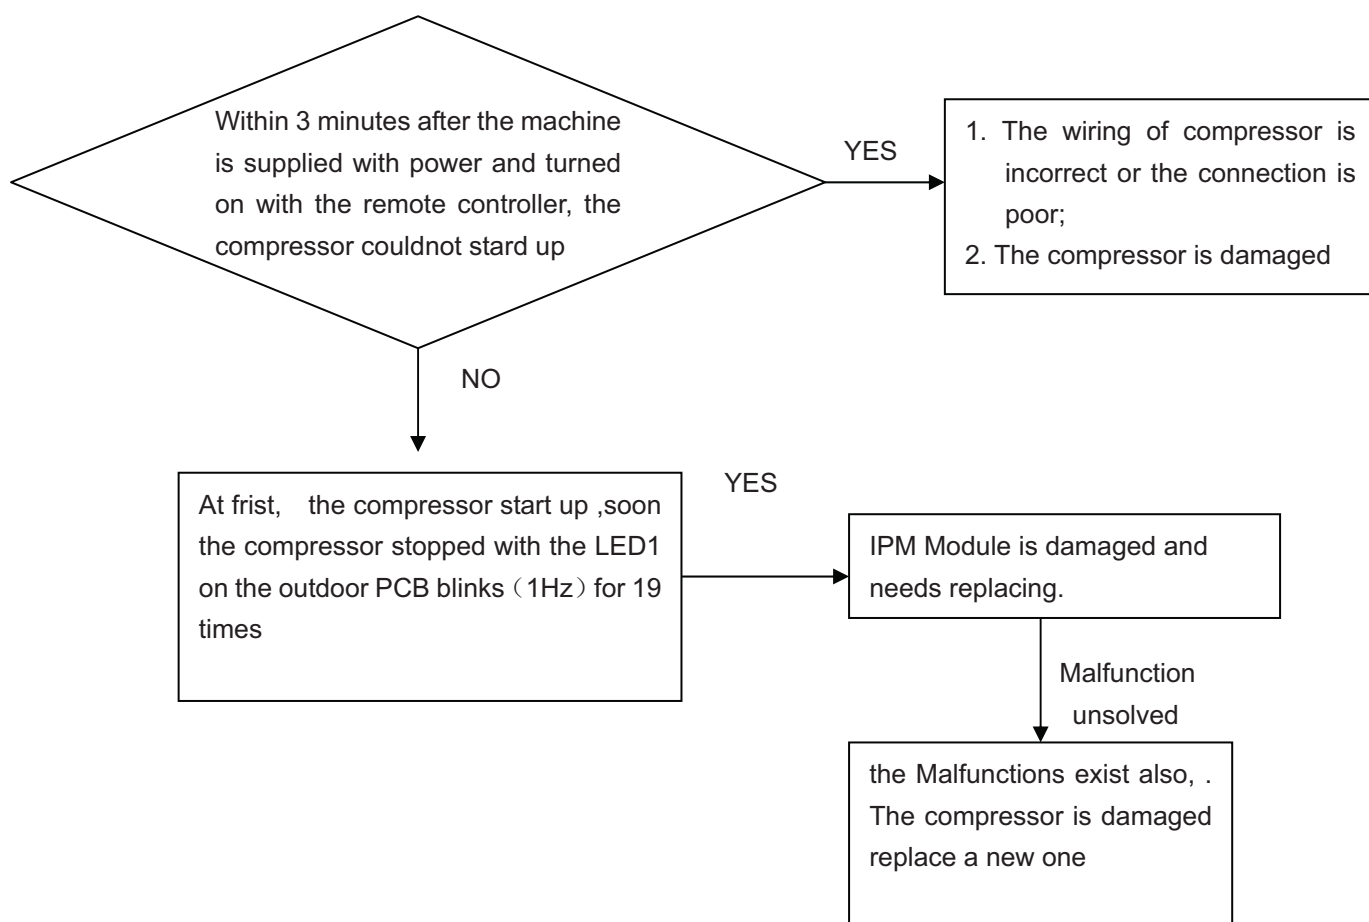 Within 3 minutes after the machine
is supplied with power and turned
on with the remote controller, the
compressor couldnot stard up
YES
1. The wiring of compressor is
incorrect or the connection is
poor;
2. The compressor is damaged
NO
At frist, the compressor start up ,soon
the compressor stopped with the LED1
on the outdoor PCB blinks（1Hz）for 19
times
YES
IPM Module is damaged and
needs replacing.
Malfunction
unsolved
the Malfunctions exist also, .
The compressor is damaged
replace a new one